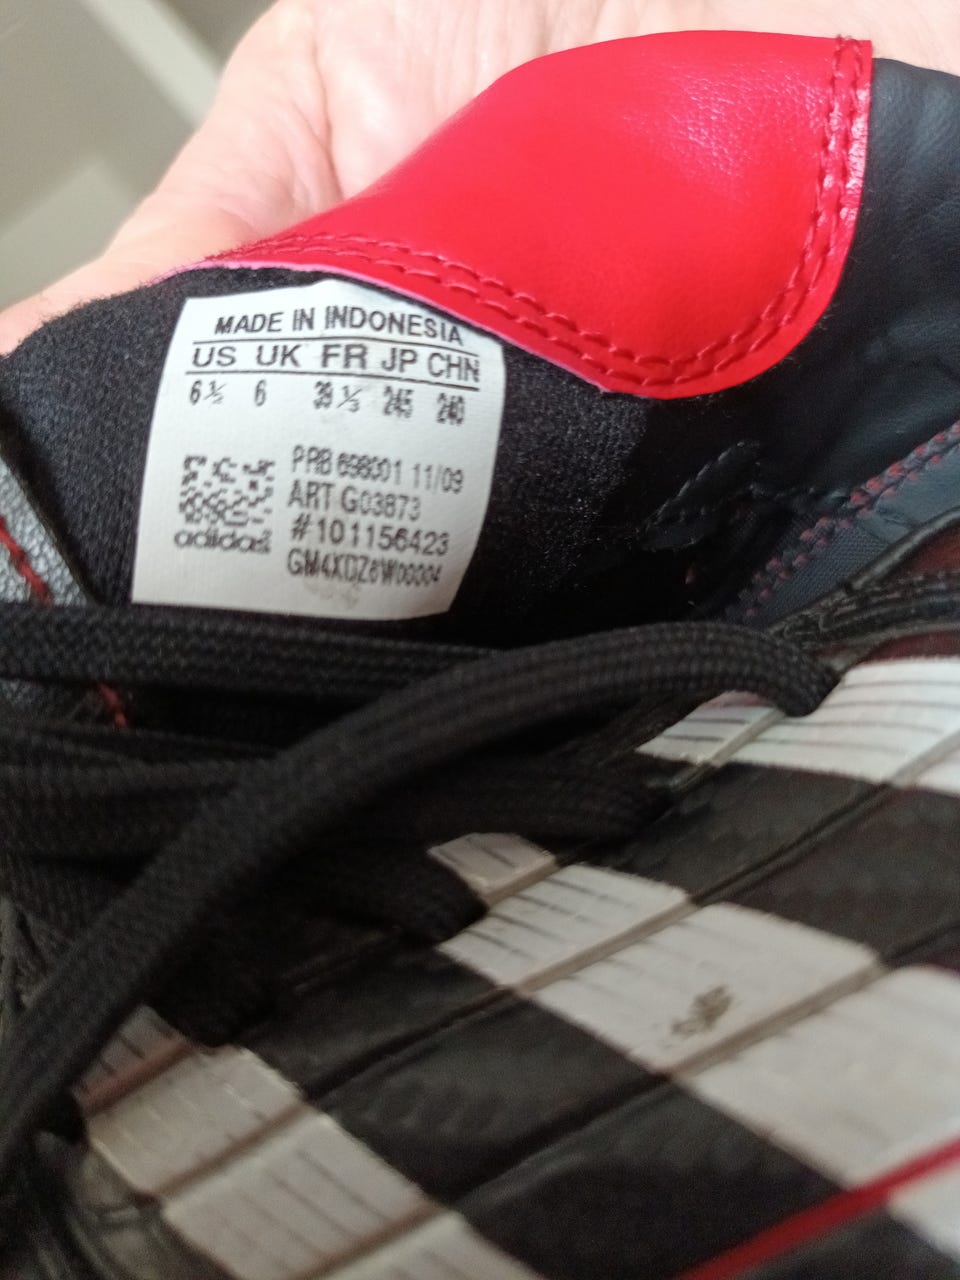 MADE IN INDONESIA
US UK FR JP CHN
6½ 6 39⅓ 245 240
PRB 698001 11/09
ART G03873
#101156423
adidas
GM4XDZ6W00004